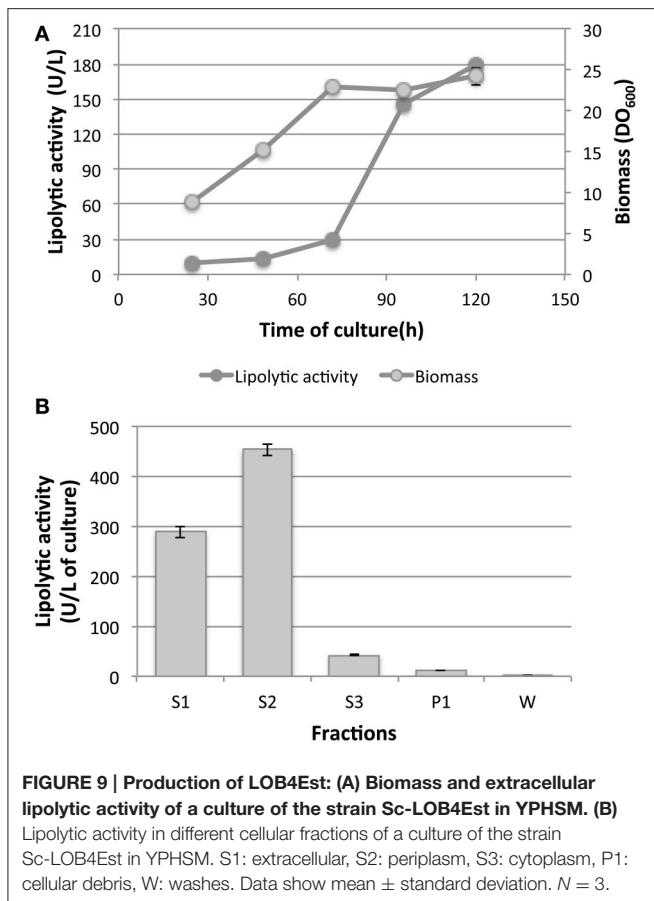 A
210
180
150
120
90
60
30
0
Lipolytic activity (U/L)
30
25
20
15
10
5
0
Biomass (DO600)
0 30 60 90 120 150
Time of culture(h)
Lipolytic activity Biomass
B
500
400
300
200
100
0
Lipolytic activity
(U/L of culture)
S1 S2 S3 P1 W
Fractions
FIGURE 9 | Production of LOB4Est: (A) Biomass and extracellular
lipolytic activity of a culture of the strain Sc-LOB4Est in YPHSM. (B)
Lipolytic activity in different cellular fractions of a culture of the strain
Sc-LOB4Est in YPHSM. S1: extracellular, S2: periplasm, S3: cytoplasm, P1:
cellular debris, W: washes. Data show mean ± standard deviation. N = 3.